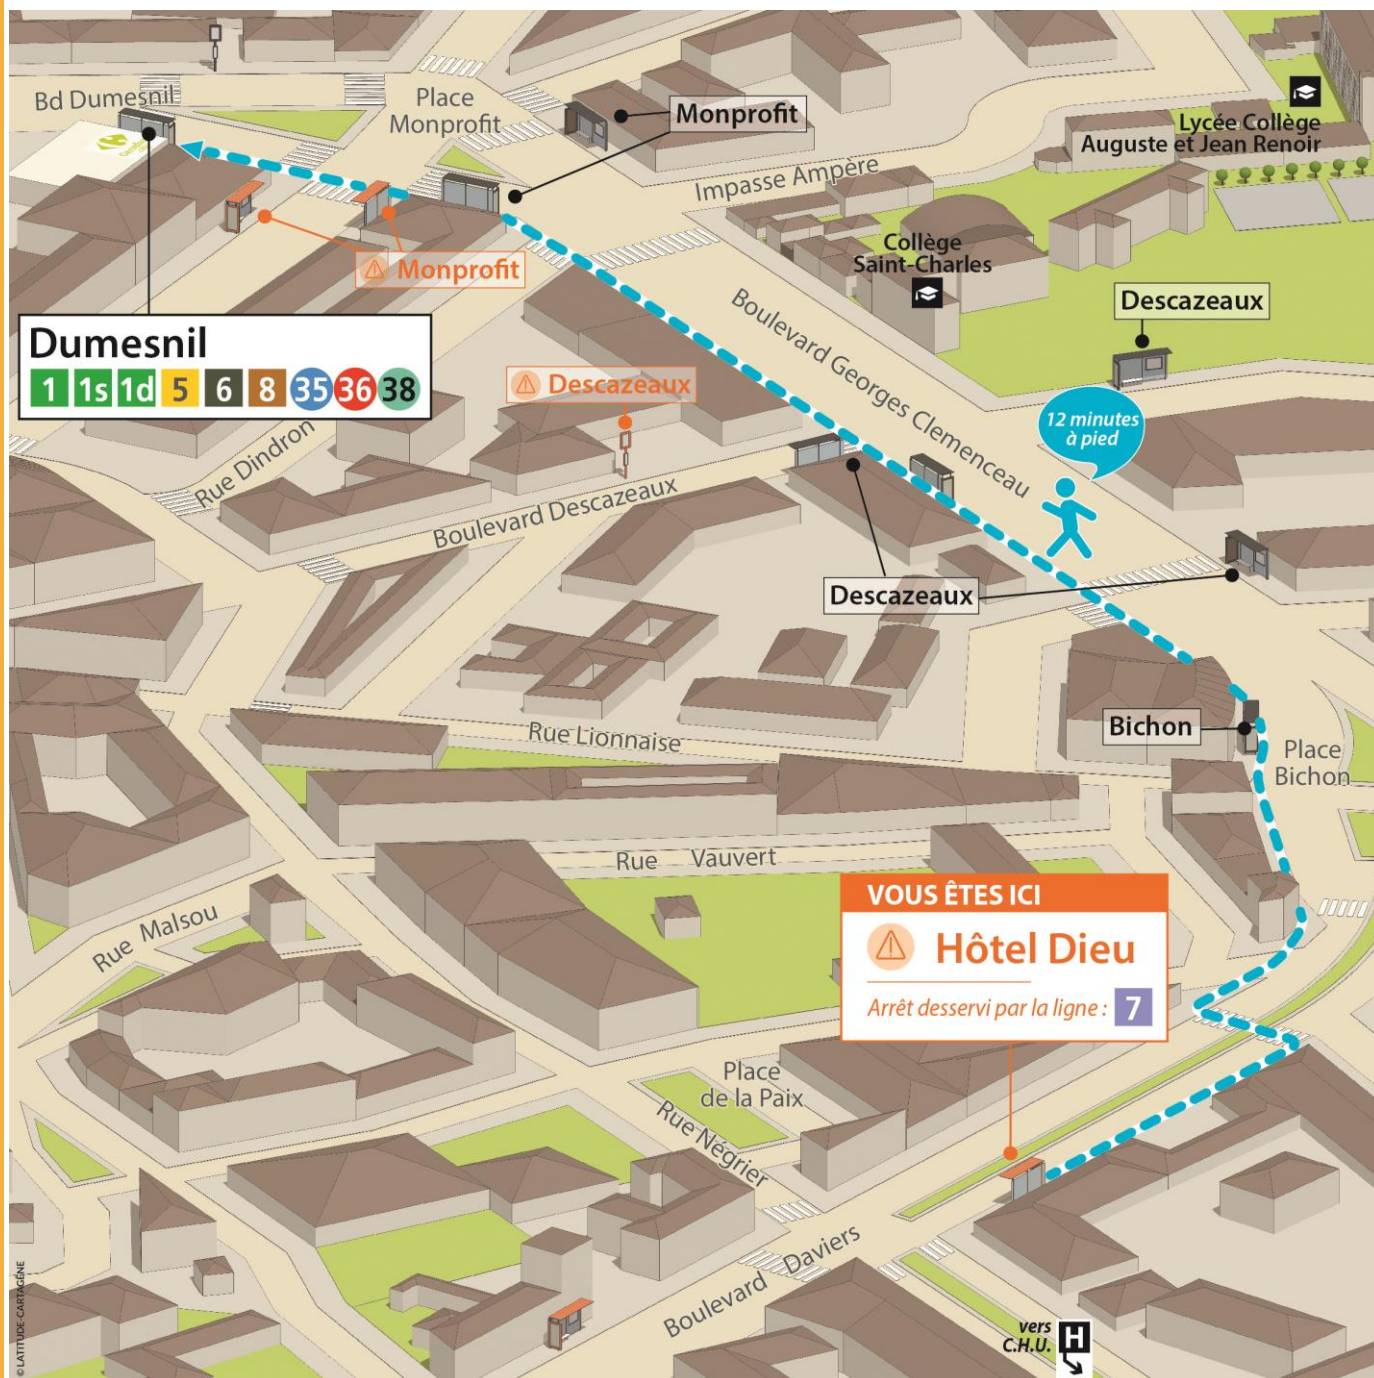 Bd Dumesnil
Place
Monprofit
Monprofit
Lycée Collège
Auguste et Jean Renoir
Impasse Ampère
Collège
Saint-Charles
Monprofit
Descazeaux
Dumesnil
1 1s 1d 5 6 8 35 36 38
Descazeaux
Boulevard Georges Clemenceau
12 minutes
à pied
Rue Dindron
Boulevard Descazeaux
Descazeaux
Bichon
Place
Bichon
Rue Lionnaise
Rue Vauvert
VOUS ÊTES ICI
Hôtel Dieu
Arrêt desservi par la ligne : 7
Rue Malsou
Place
de la Paix
Rue Négrier
Boulevard Daviers
vers
C.H.U.
H
© LATITUDE-CARTAGÈNE